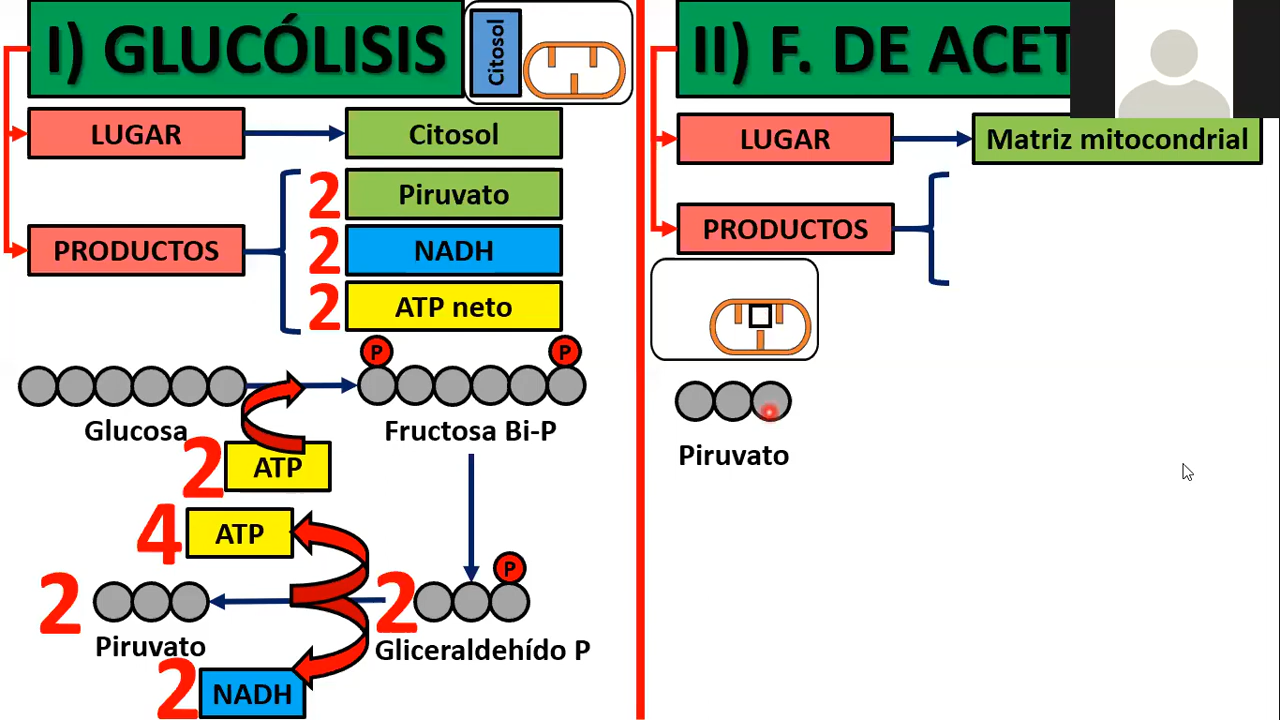 I) GLUCÓLISIS
Citosol
LUGAR
Citosol
PRODUCTOS
2 Piruvato
2 NADH
2 ATP neto
P
P
Glucosa
Fructosa Bi-P
2 ATP
4 ATP
P
2
2
Piruvato
Gliceraldehído P
2 NADH
II) F. DE ACET
LUGAR
Matriz mitocondrial
PRODUCTOS
Piruvato